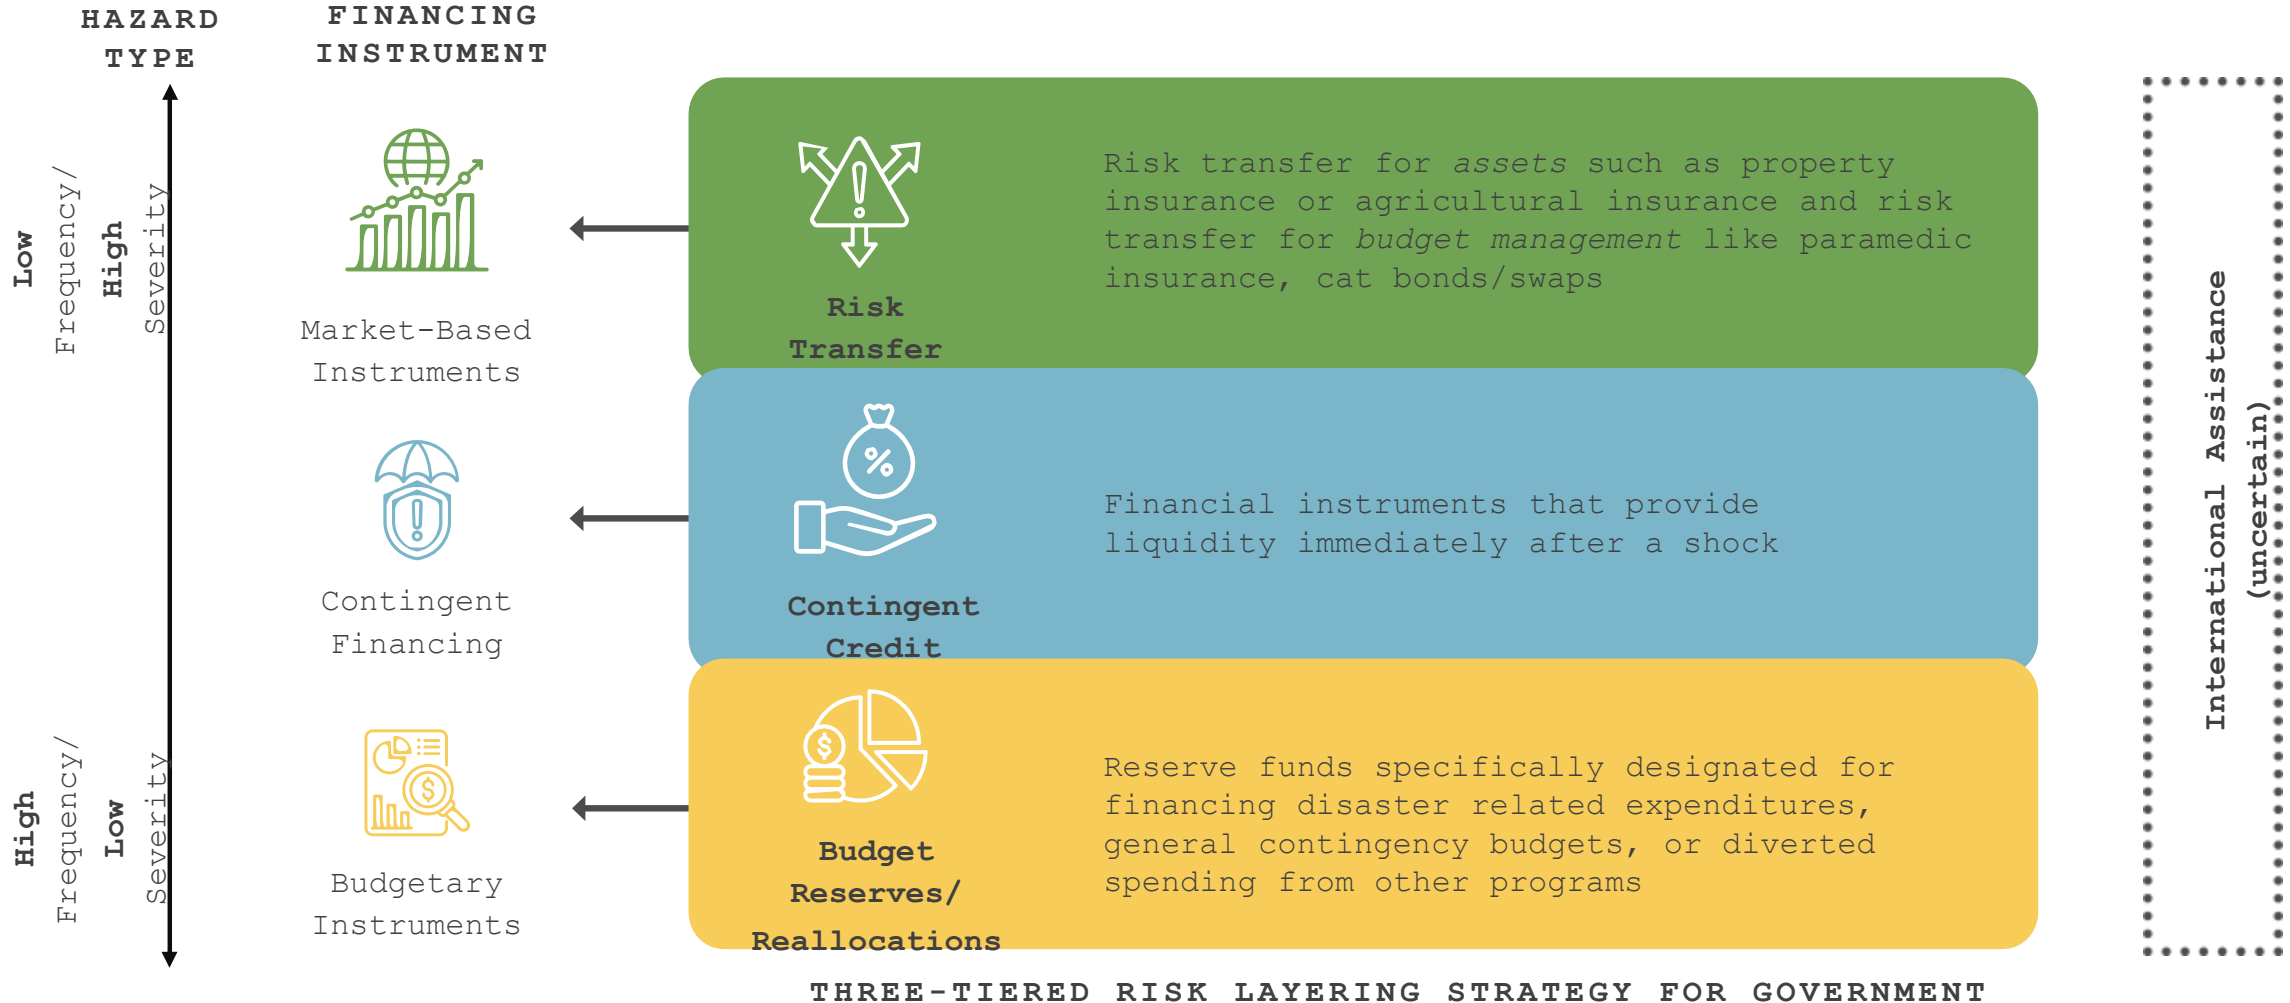 HAZARD
TYPE
FINANCING
INSTRUMENT
Low
Frequency/
High
Severity
Market-Based
Instruments
Risk
Transfer
Risk transfer for assets such as property
insurance or agricultural insurance and risk
transfer for budget management like paramedic
insurance, cat bonds/swaps
Contingent
Financing
%
Contingent
Credit
Financial instruments that provide
liquidity immediately after a shock
High
Frequency/
Low
Severity
$
Budgetary
Instruments
$
Budget
Reserves/
Reallocations
Reserve funds specifically designated for
financing disaster related expenditures,
general contingency budgets, or diverted
spending from other programs
International Assistance
(uncertain)
THREE-TIERED RISK LAYERING STRATEGY FOR GOVERNMENT